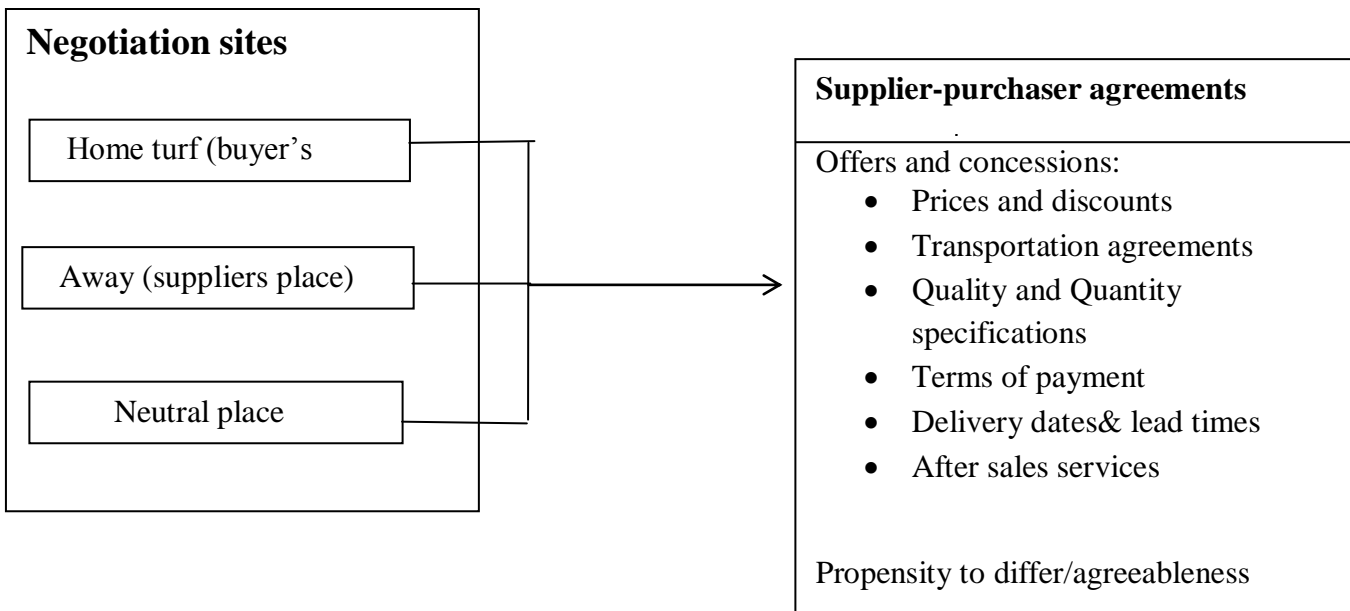 Negotiation sites
Home turf (buyer’s
Away (suppliers place)
Neutral place
Supplier-purchaser agreements
Offers and concessions:
• Prices and discounts
• Transportation agreements
• Quality and Quantity
specifications
• Terms of payment
• Delivery dates& lead times
• After sales services
Propensity to differ/agreeableness